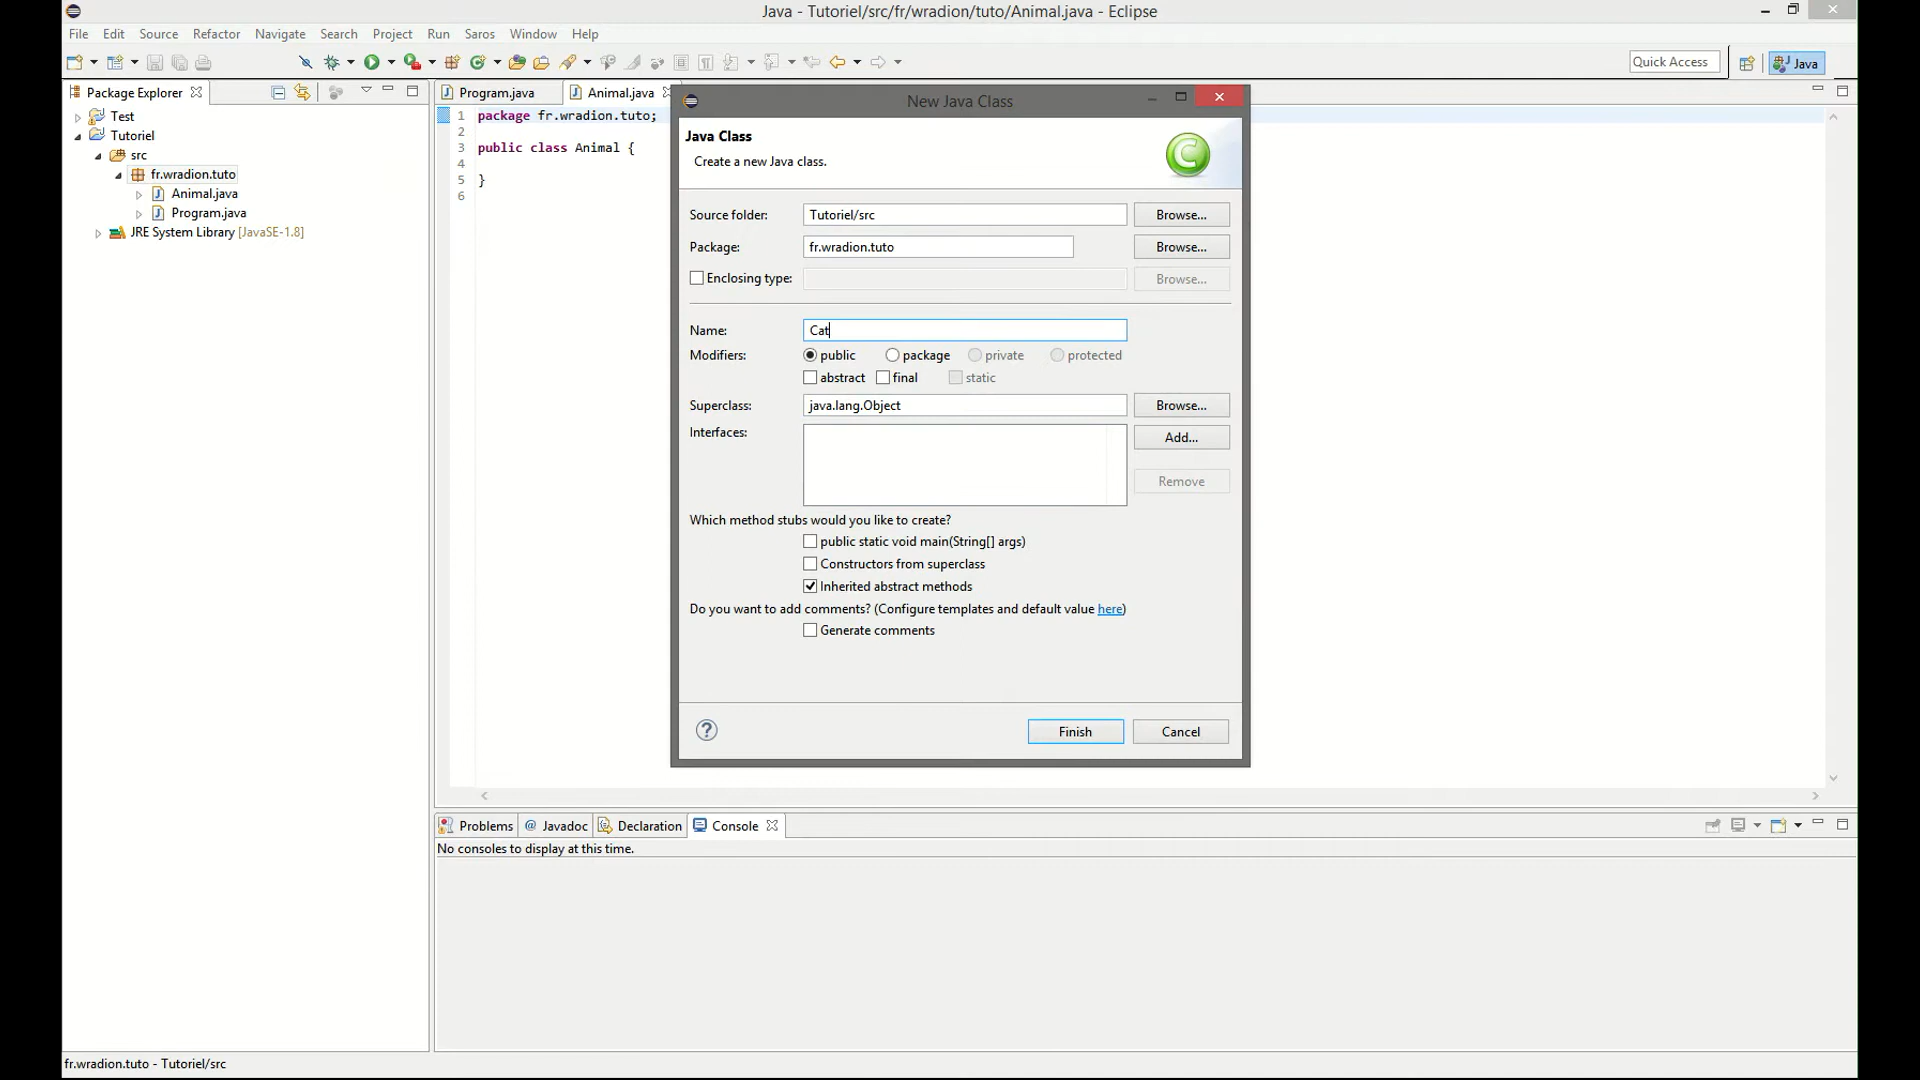 Java - Tutoriel/src/fr/wradion/tuto/Animal.java - Eclipse
File Edit Source Refactor Navigate Search Project Run Saros Window Help
Quick Access
Java
Package Explorer
Test
Tutoriel
src
fr.wradion.tuto
Animal.java
Program.java
JRE System Library [JavaSE-1.8]
Program.java
Animal.java
1 package fr.wradion.tuto;
2
3 public class Animal {
4
5 }
6
New Java Class
Java Class
Create a new Java class.
C
Source folder: Tutoriel/src Browse...
Package: fr.wradion.tuto Browse...
Enclosing type: Browse...
Name: Cat
Modifiers: public package private protected
abstract final static
Superclass: java.lang.Object Browse...
Interfaces: Add...
Remove
Which method stubs would you like to create?
public static void main(String[] args)
Constructors from superclass
Inherited abstract methods
Do you want to add comments? (Configure templates and default value here)
Generate comments
? Finish Cancel
Problems @ Javadoc Declaration Console
No consoles to display at this time.
fr.wradion.tuto - Tutoriel/src